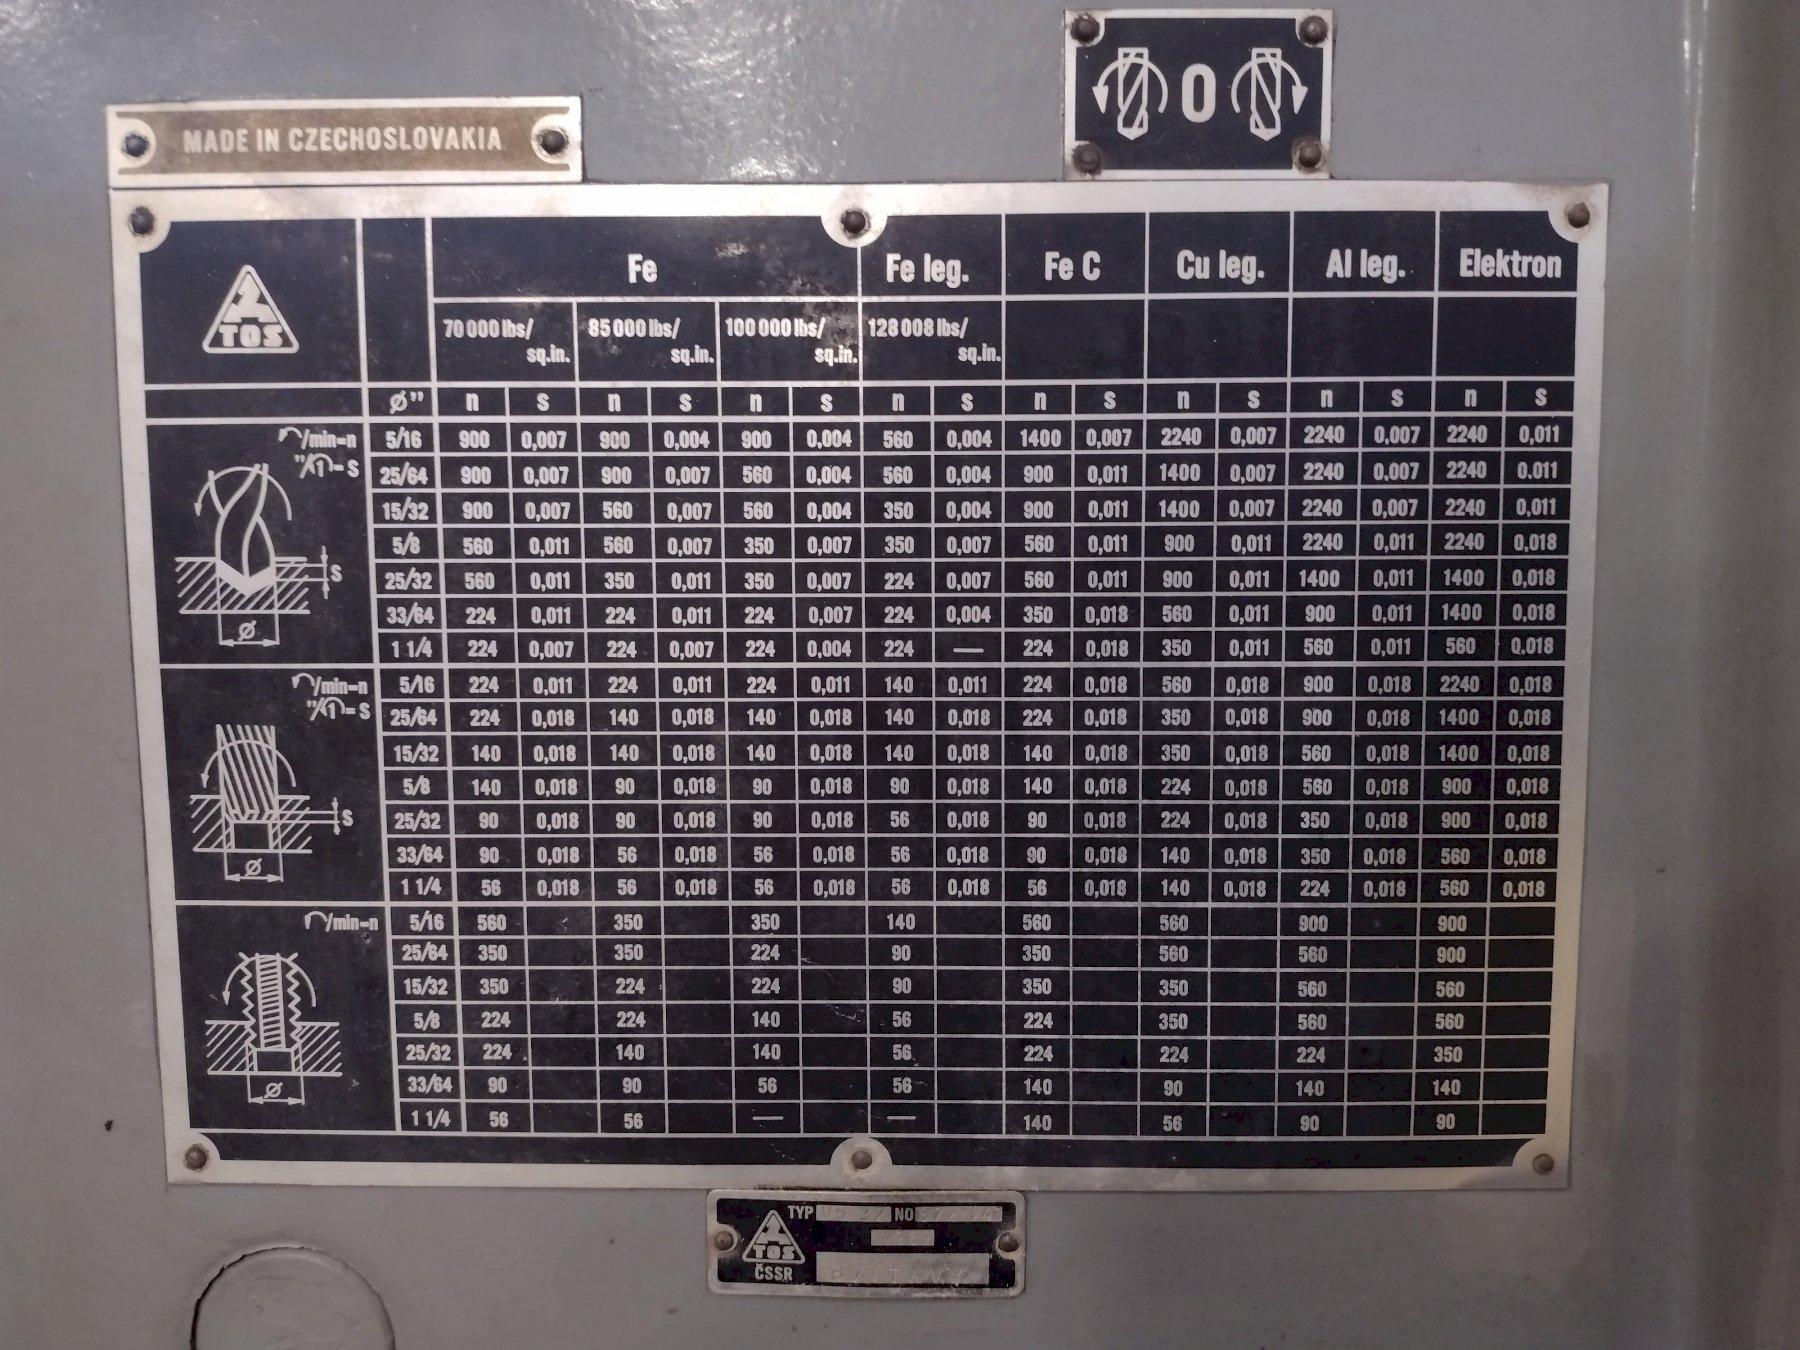 O
MADE IN CZECHOSLOVAKIA
TOS
Fe Fe leg. Fe C Cu leg. Al leg. Elektron
70 000 lbs/ 85 000 lbs/ 100 000 lbs/ 128 008 lbs/
sq.in. sq.in. sq.in. sq.in.
ø" n s n s n s n s n s n s n s n s
/min=n 5/16 900 0,007 900 0,004 900 0,004 560 0,004 1400 0,007 2240 0,007 2240 0,007 2240 0,011
"/1=S 25/64 900 0,007 900 0,007 560 0,004 560 0,004 900 0,011 1400 0,007 2240 0,007 2240 0.011
15/32 900 0,007 560 0,007 560 0,004 350 0,004 900 0,011 1400 0,007 2240 0,007 2240 0,011
5/8 560 0,011 560 0,007 350 0,007 350 0,007 560 0,011 900 0,011 2240 0,011 2240 0,018
S 25/32 560 0,011 350 0,011 350 0,007 224 0,007 560 0,011 900 0,011 1400 0,011 1400 0,018
ø 33/64 224 0,011 224 0,011 224 0,007 224 0,004 350 0,018 560 0,011 900 0,011 1400 0,018
1 1/4 224 0,007 224 0,007 224 0,004 224 — 224 0,018 350 0,011 560 0,011 560 0,018
/min=n 5/16 224 0,011 224 0,011 224 0,011 140 0,011 224 0,018 560 0,018 900 0,018 2240 0,018
"/1=S 25/64 224 0,018 140 0,018 140 0,018 140 0,018 224 0,018 350 0,018 900 0,018 1400 0,018
15/32 140 0,018 140 0,018 140 0,018 140 0,018 140 0,018 350 0,018 560 0,018 1400 0,018
5/8 140 0,018 90 0,018 90 0,018 90 0,018 140 0,018 224 0,018 560 0,018 900 0,018
S 25/32 90 0,018 90 0,018 90 0,018 56 0,018 90 0,018 224 0,018 350 0,018 900 0,018
ø 33/64 90 0,018 56 0,018 56 0,018 56 0,018 90 0,018 140 0,018 350 0,018 560 0,018
1 1/4 56 0,018 56 0,018 56 0,018 56 0,018 56 0,018 140 0,018 224 0,018 560 0,018
/min=n 5/16 560 350 350 140 560 560 900 900
25/64 350 350 224 90 350 560 560 900
15/32 350 224 224 90 350 350 560 560
5/8 224 224 140 56 224 350 560 560
25/32 224 140 140 56 224 224 224 350
ø 33/64 90 90 56 56 140 90 140 140
1 1/4 56 56 — — 140 56 90 90
TYP NO
TOS
ČSSR